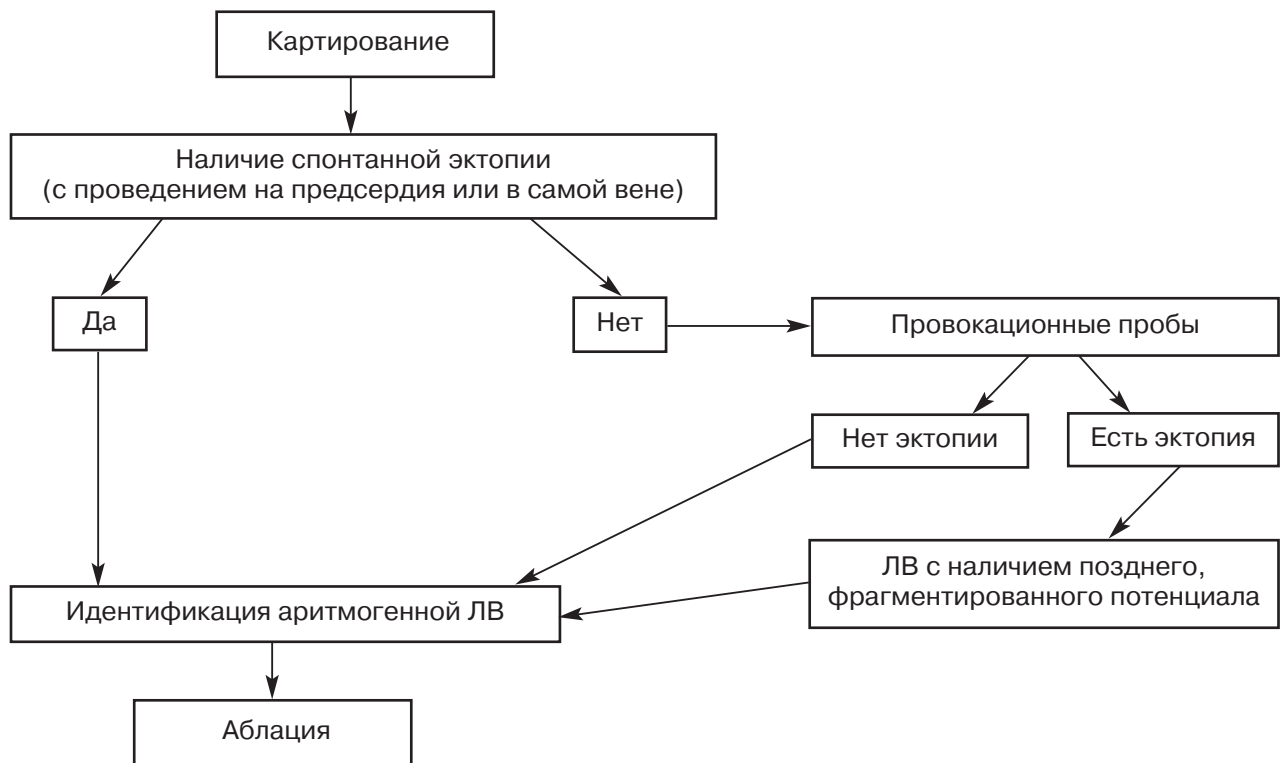 Картирование
Наличие спонтанной эктопии
(с проведением на предсердия или в самой вене)
Да
Нет
Провокационные пробы
Нет эктопии
Есть эктопия
ЛВ с наличием позднего,
фрагментированного потенциала
Идентификация аритмогенной ЛВ
Аблация